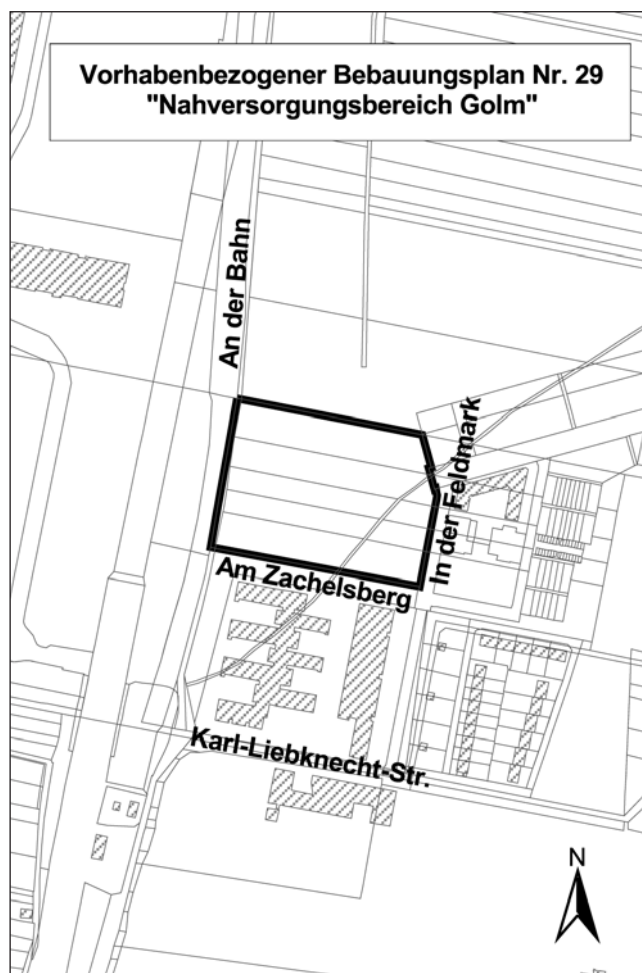 Vorhabenbezogener Bebauungsplan Nr. 29
"Nahversorgungsbereich Golm"
An der Bahn
In der Feldmark
Am Zachelsberg
Karl-Liebknecht-Str.
N